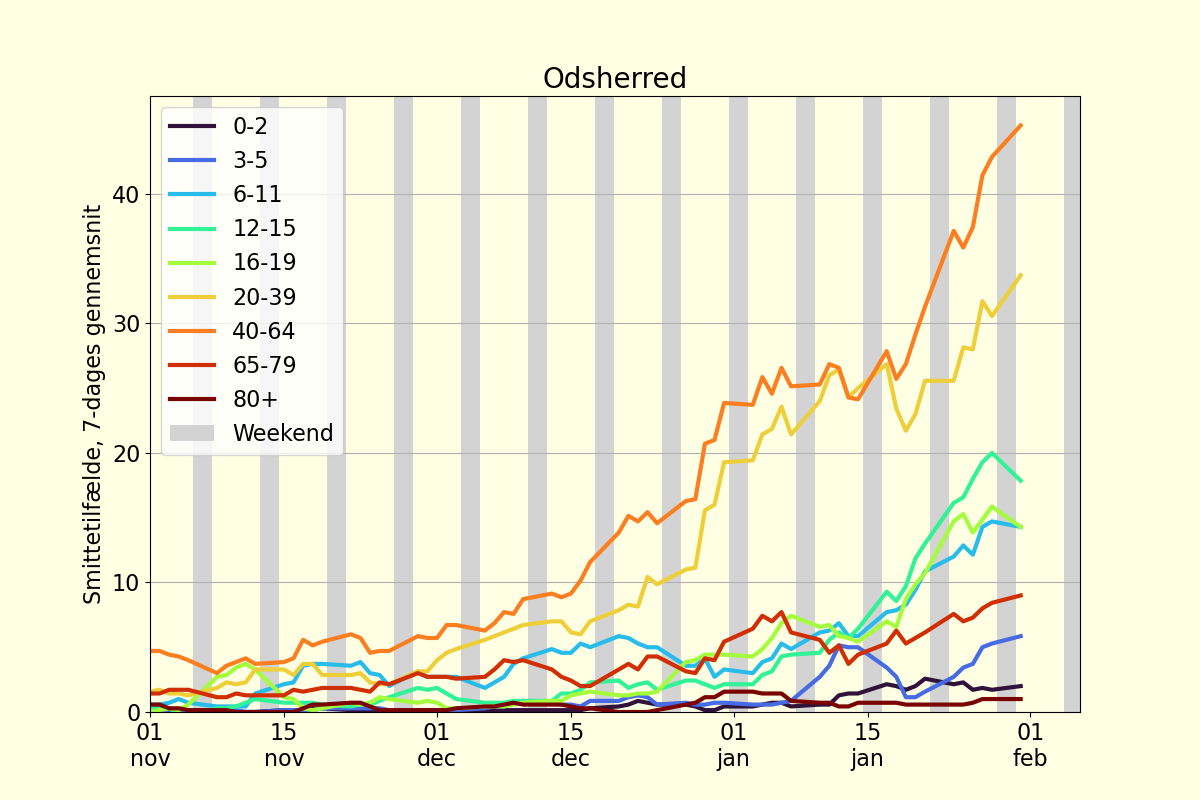 Odsherred
Smittetilfælde, 7-dages gennemsnit
40
30
20
10
0
0-2
3-5
6-11
12-15
16-19
20-39
40-64
65-79
80+
Weekend
01 15 01 15 01 15 01
nov nov dec dec jan jan feb